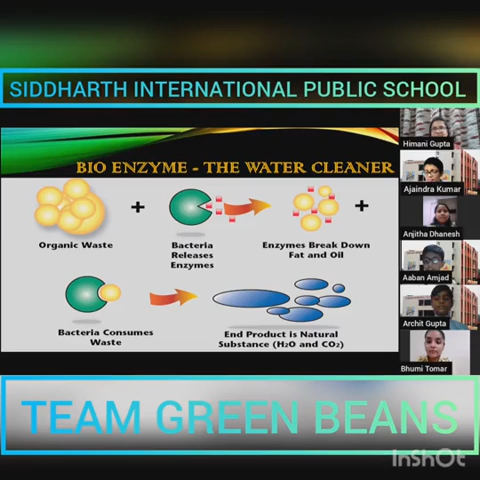 SIDDHARTH INTERNATIONAL PUBLIC SCHOOL
BIO ENZYME - THE WATER CLEANER
Organic Waste
+
Bacteria
Releases
Enzymes
Enzymes Break Down
Fat and Oil
+
Bacteria Consumes
Waste
End Product is Natural
Substance (H2O and CO2)
Himani Gupta
Ajaindra Kumar
Anjitha Dhanesh
Aaban Amjad
Archit Gupta
Bhumi Tomar
TEAM GREEN BEANS
InShOt